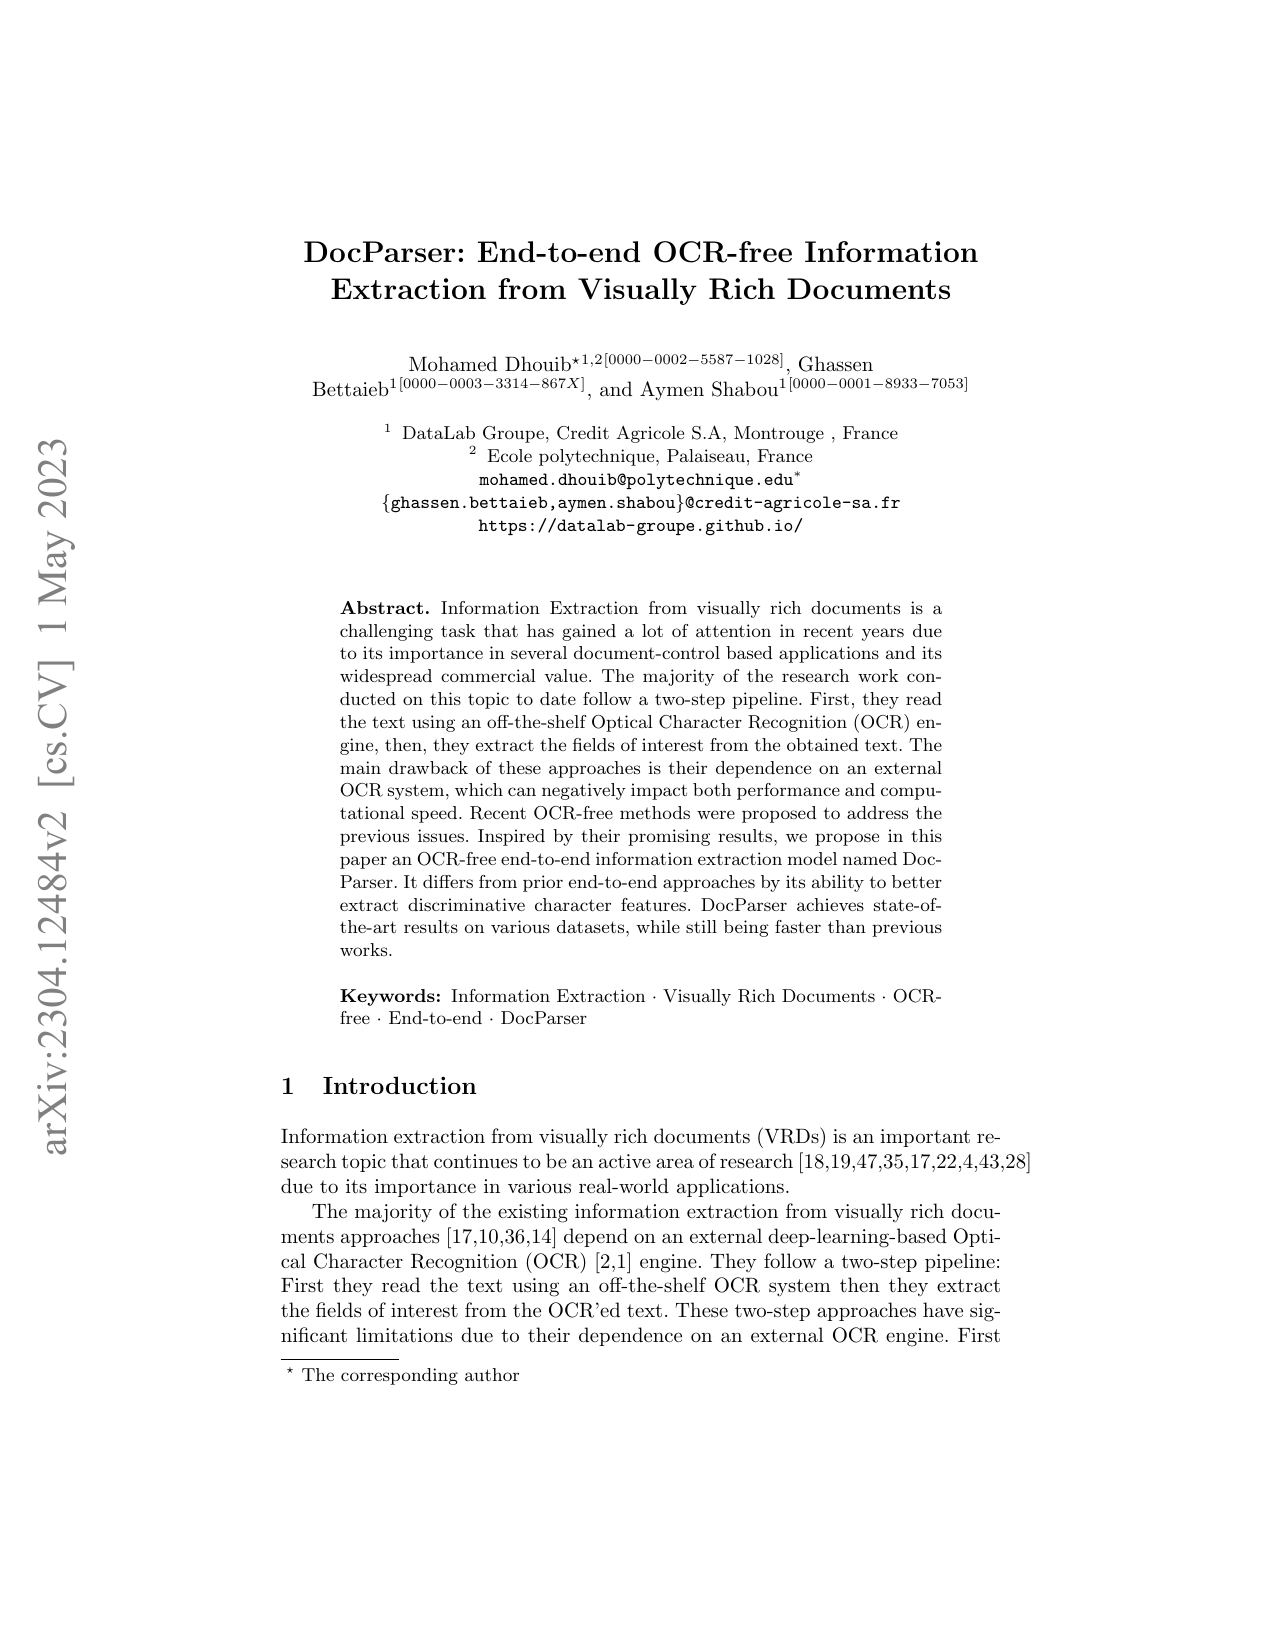 DocParser: End-to-end OCR-free Information
Extraction from Visually Rich Documents
Mohamed Dhouib⋆1,2[0000−0002−5587−1028], Ghassen
Bettaieb1[0000−0003−3314−867X], and Aymen Shabou1[0000−0001−8933−7053]
1 DataLab Groupe, Credit Agricole S.A, Montrouge , France
2 Ecole polytechnique, Palaiseau, France
mohamed.dhouib@polytechnique.edu*
{ghassen.bettaieb,aymen.shabou}@credit-agricole-sa.fr
https://datalab-groupe.github.io/
Abstract. Information Extraction from visually rich documents is a
challenging task that has gained a lot of attention in recent years due
to its importance in several document-control based applications and its
widespread commercial value. The majority of the research work con-
ducted on this topic to date follow a two-step pipeline. First, they read
the text using an off-the-shelf Optical Character Recognition (OCR) en-
gine, then, they extract the fields of interest from the obtained text. The
main drawback of these approaches is their dependence on an external
OCR system, which can negatively impact both performance and compu-
tational speed. Recent OCR-free methods were proposed to address the
previous issues. Inspired by their promising results, we propose in this
paper an OCR-free end-to-end information extraction model named Doc-
Parser. It differs from prior end-to-end approaches by its ability to better
extract discriminative character features. DocParser achieves state-of-
the-art results on various datasets, while still being faster than previous
works.
Keywords: Information Extraction · Visually Rich Documents · OCR-
free · End-to-end · DocParser
1 Introduction
Information extraction from visually rich documents (VRDs) is an important re-
search topic that continues to be an active area of research [18,19,47,35,17,22,4,43,28]
due to its importance in various real-world applications.
The majority of the existing information extraction from visually rich docu-
ments approaches [17,10,36,14] depend on an external deep-learning-based Opti-
cal Character Recognition (OCR) [2,1] engine. They follow a two-step pipeline:
First they read the text using an off-the-shelf OCR system then they extract
the fields of interest from the OCR'ed text. These two-step approaches have sig-
nificant limitations due to their dependence on an external OCR engine. First
⋆ The corresponding author
arXiv:2304.12484v2 [cs.CV] 1 May 2023